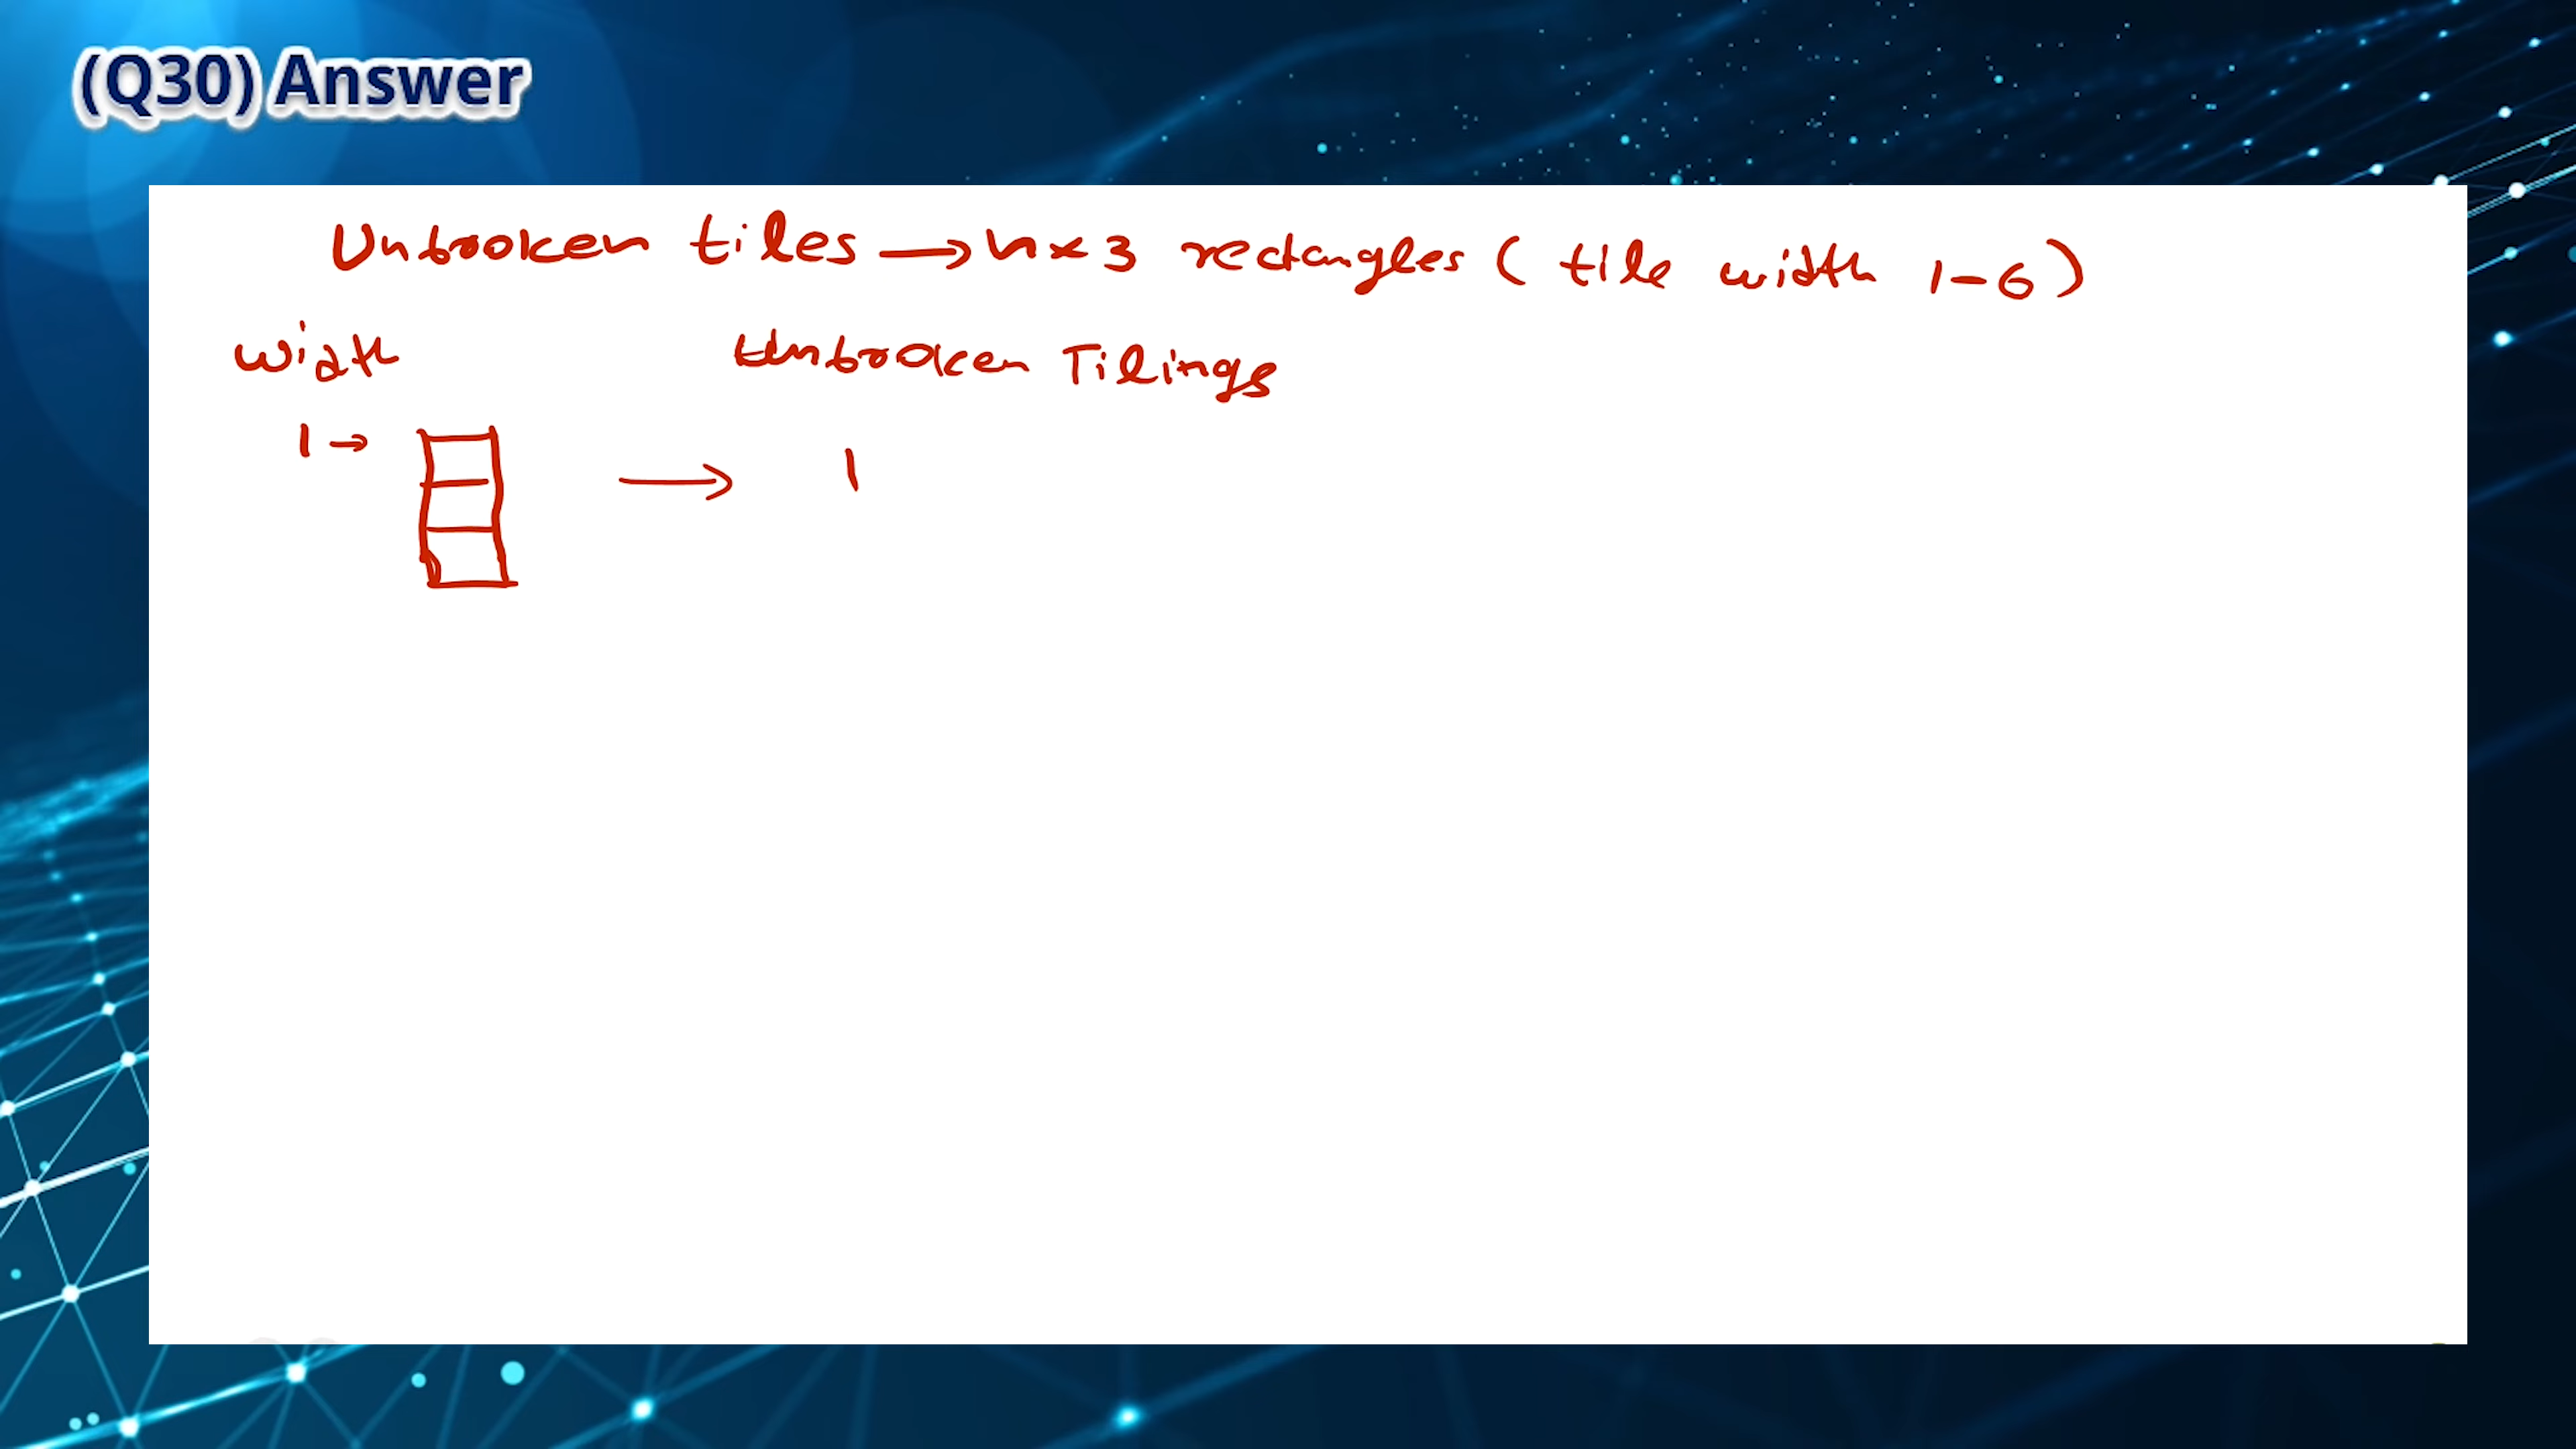 (Q30) Answer
Unbroken tiles → n × 3 rectangles ( tile width 1-6 )
width Unbroken Tilings
1 → → 1